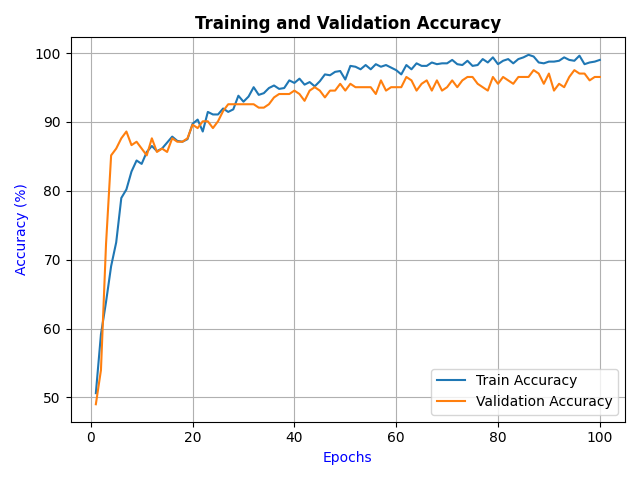 Training and Validation Accuracy
Accuracy (%)
100
90
80
70
60
50
0 20 40 60 80 100
Epochs
Train Accuracy
Validation Accuracy